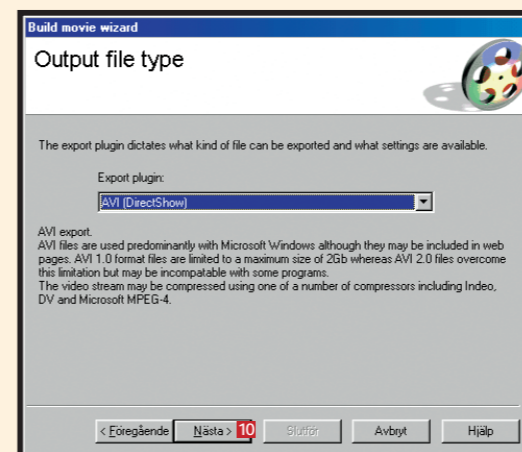 Build movie wizard
Output file type
The export plugin dictates what kind of file can be exported and what settings are available.
Export plugin:
AVI (DirectShow)
AVI export.
AVI files are used predominantly with Microsoft Windows although they may be included in web
pages. AVI 1.0 format files are limited to a maximum size of 2Gb whereas AVI 2.0 files overcome
this limitation but may be incompatable with some programs.
The video stream may be compressed using one of a number of compressors including Indeo,
DV and Microsoft MPEG-4.
< Föregående Nästa > 10 Slutför Avbryt Hjälp